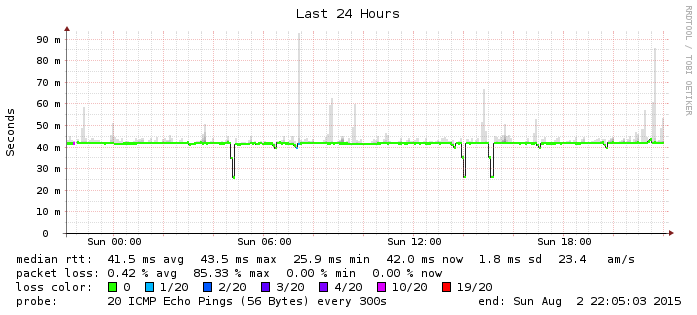 Last 24 Hours
RRDTOOL / TOBI OETIKER
Seconds
90 m
80 m
70 m
60 m
50 m
40 m
30 m
20 m
10 m
0
Sun 00:00 Sun 06:00 Sun 12:00 Sun 18:00
median rtt: 41.5 ms avg 43.5 ms max 25.9 ms min 42.0 ms now 1.8 ms sd 23.4 am/s
packet loss: 0.42 % avg 85.33 % max 0.00 % min 0.00 % now
loss color: 0 1/20 2/20 3/20 4/20 10/20 19/20
probe: 20 ICMP Echo Pings (56 Bytes) every 300s end: Sun Aug 2 22:05:03 2015